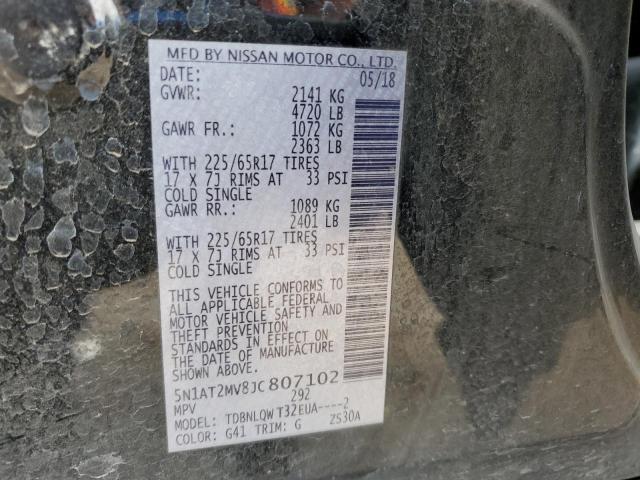 MFD BY NISSAN MOTOR CO., LTD.
DATE: 05/18
GVWR: 2141 KG
4720 LB
GAWR FR.: 1072 KG
2363 LB
WITH 225/65R17 TIRES
17 X 7J RIMS AT 33 PSI
COLD SINGLE
GAWR RR.: 1089 KG
2401 LB
WITH 225/65R17 TIRES
17 X 7J RIMS AT 33 PSI
COLD SINGLE
THIS VEHICLE CONFORMS TO
ALL APPLICABLE FEDERAL
MOTOR VEHICLE SAFETY AND
THEFT PREVENTION
STANDARDS IN EFFECT ON
THE DATE OF MANUFACTURE
SHOWN ABOVE.
5N1AT2MV8JC807102
MPV 292
MODEL: TDBNLQW T32EUA----2
COLOR: G41 TRIM: G ZS30A